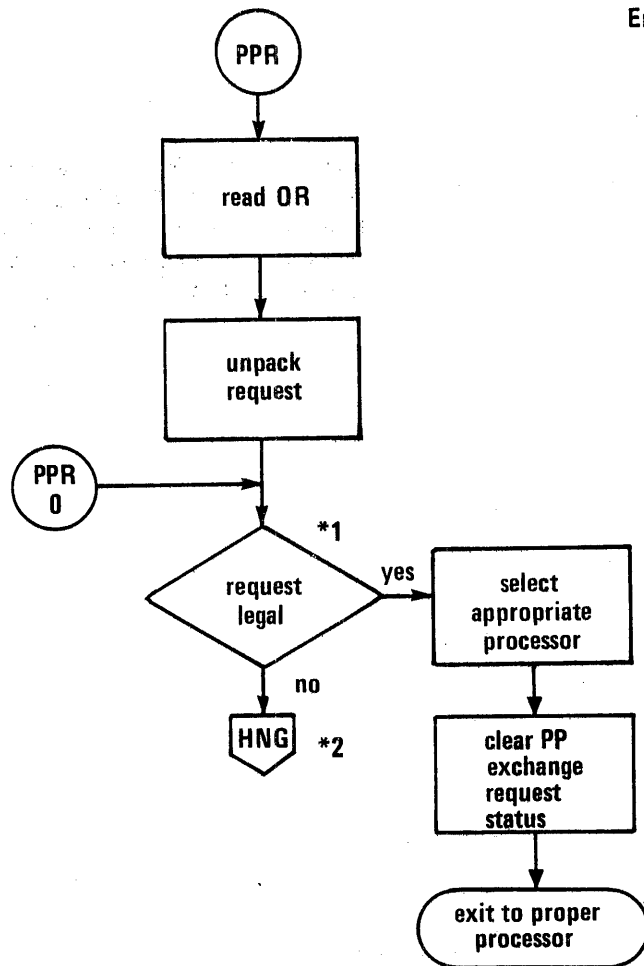 PPR
read OR
unpack
request
PPR
0
*1
request
legal
yes
select
appropriate
processor
no
HNG
*2
clear PP
exchange
request
status
exit to proper
processor